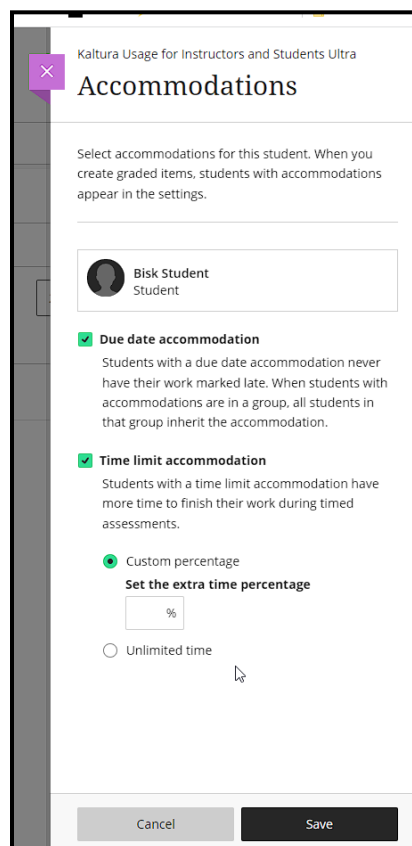 Kaltura Usage for Instructors and Students Ultra
Accommodations
Select accommodations for this student. When you
create graded items, students with accommodations
appear in the settings.
Bisk Student
Student
Due date accommodation
Students with a due date accommodation never
have their work marked late. When students with
accommodations are in a group, all students in
that group inherit the accommodation.
Time limit accommodation
Students with a time limit accommodation have
more time to finish their work during timed
assessments.
Custom percentage
Set the extra time percentage
%
Unlimited time
Cancel
Save